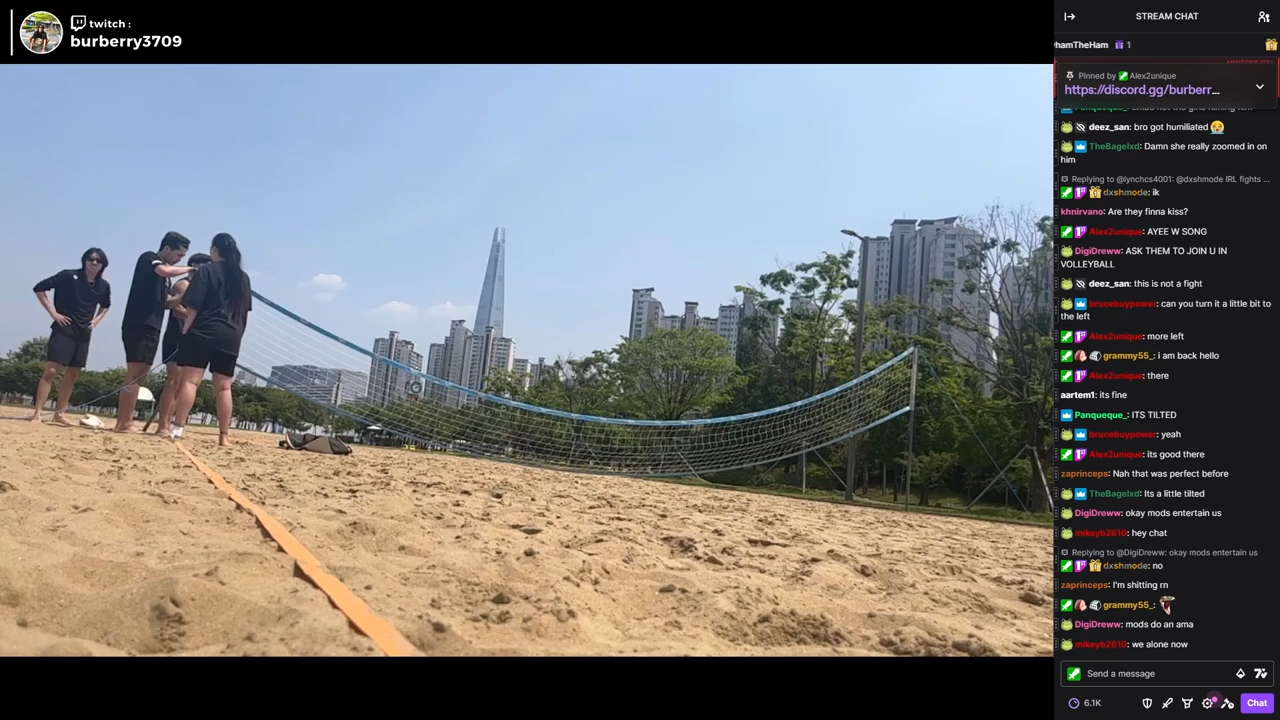 twitch :
burberry3709
STREAM CHAT
hamTheHam 1
Pinned by Alex2unique
https://discord.gg/burberr...
deez_san: bro got humiliated
TheBagelxd: Damn she really zoomed in on
him
Replying to @lynchcs4001: @dxshmode IRL fights ...
dxshmode: ik
khnirvano: Are they finna kiss?
Alex2unique: AYEE W SONG
DigiDreww: ASK THEM TO JOIN U IN
VOLLEYBALL
deez_san: this is not a fight
brucebuypower: can you turn it a little bit to
the left
Alex2unique: more left
grammy55_: i am back hello
Alex2unique: there
aartem1: its fine
Panqueque_: ITS TILTED
brucebuypower: yeah
Alex2unique: its good there
zaprinceps: Nah that was perfect before
TheBagelxd: Its a little tilted
DigiDreww: okay mods entertain us
mikeyb2610: hey chat
Replying to @DigiDreww: okay mods entertain us
dxshmode: no
zaprinceps: I'm shitting rn
grammy55_:
DigiDreww: mods do an ama
mikeyb2610: we alone now
Send a message
6.1K
Chat